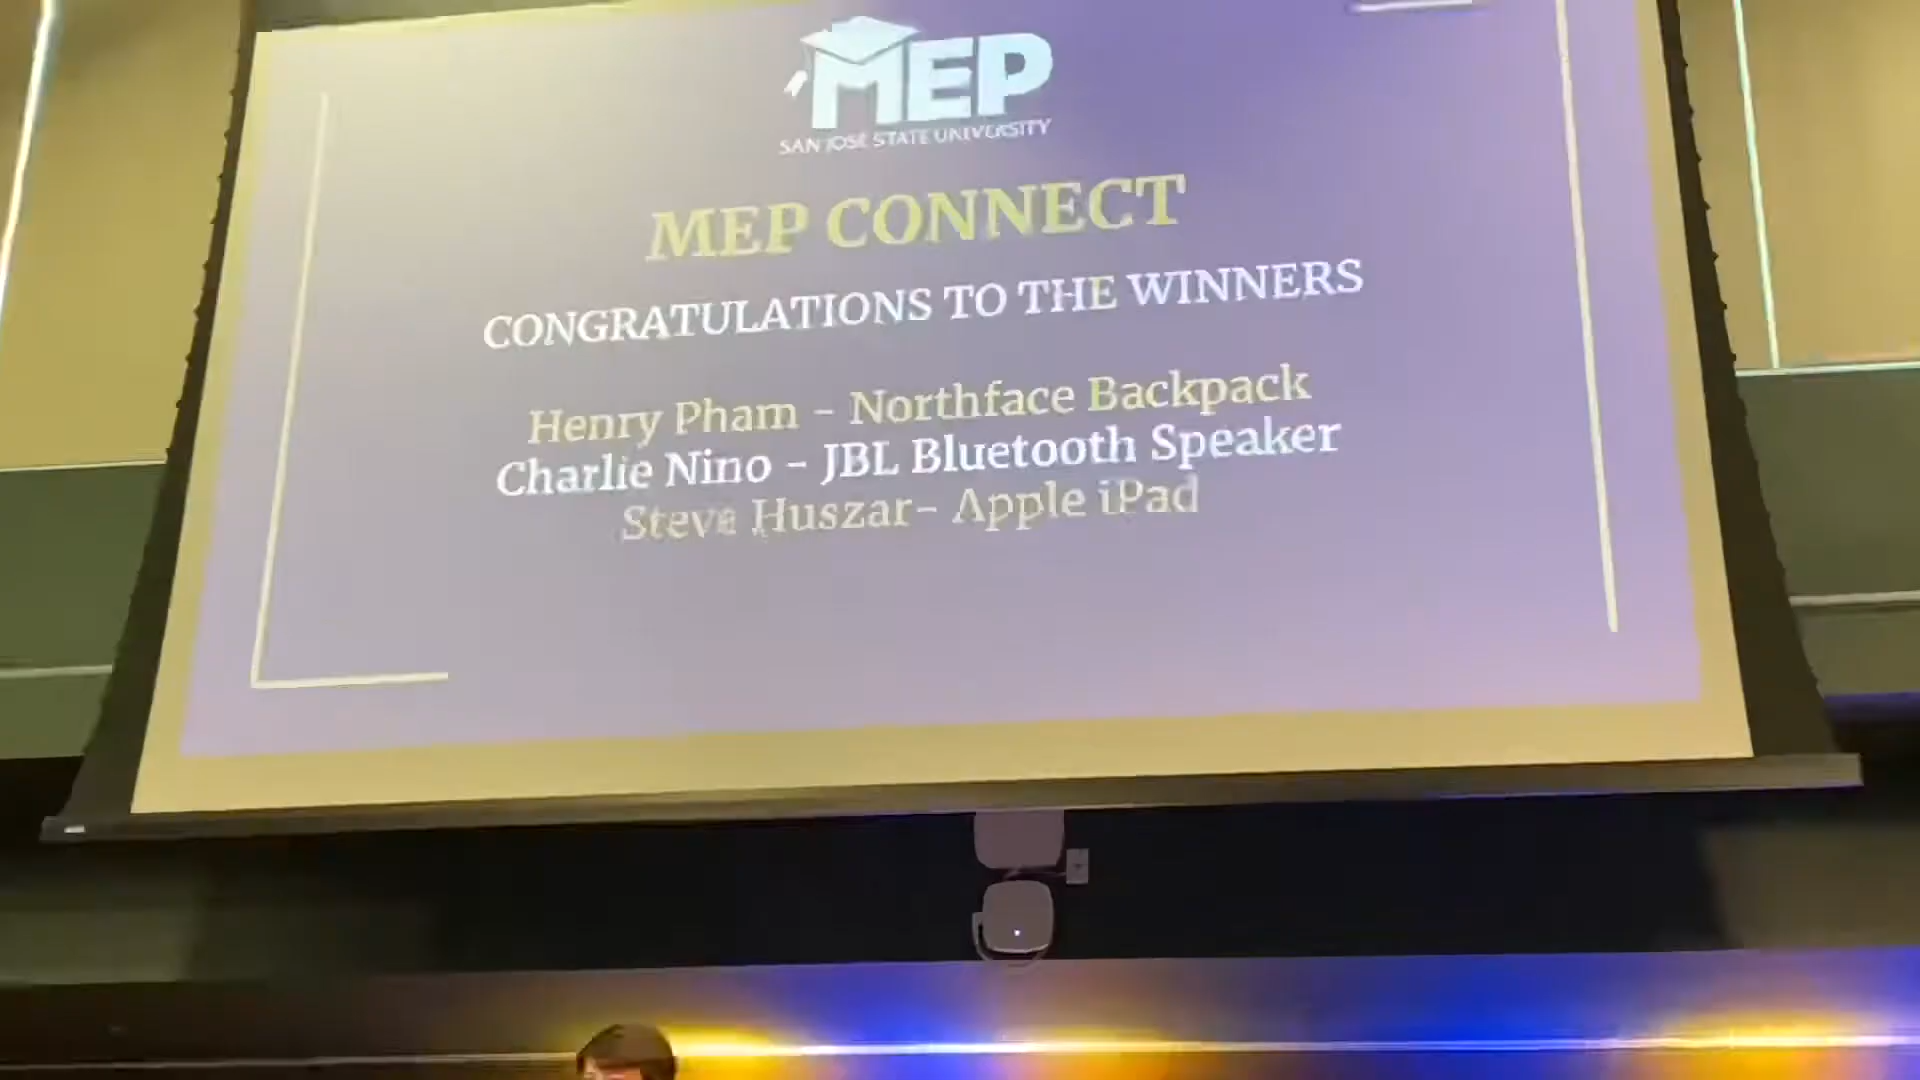 MEP
SAN JOSÉ STATE UNIVERSITY
MEP CONNECT
CONGRATULATIONS TO THE WINNERS
Henry Pham - Northface Backpack
Charlie Nino - JBL Bluetooth Speaker
Steve Huszar- Apple iPad